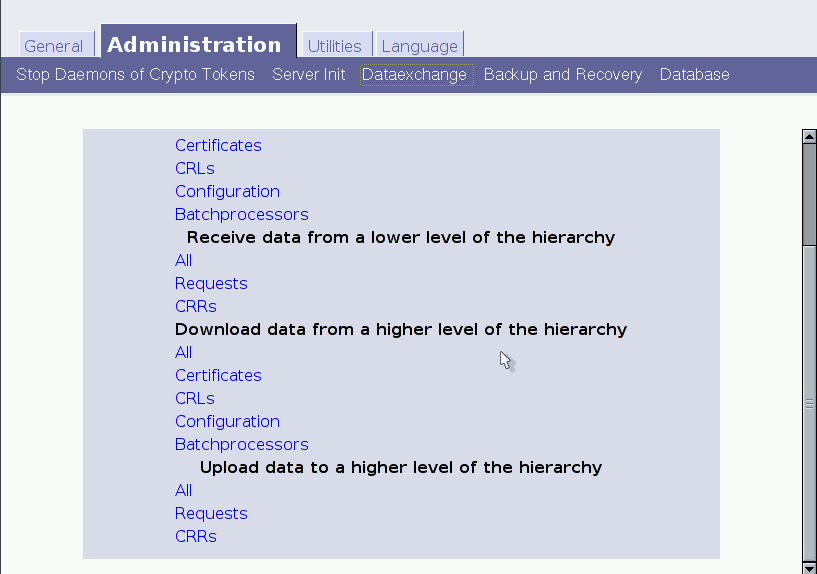 General Administration Utilities Language
Stop Daemons of Crypto Tokens Server Init Dataexchange Backup and Recovery Database
Certificates
CRLs
Configuration
Batchprocessors
Receive data from a lower level of the hierarchy
All
Requests
CRRs
Download data from a higher level of the hierarchy
All
Certificates
CRLs
Configuration
Batchprocessors
Upload data to a higher level of the hierarchy
All
Requests
CRRs